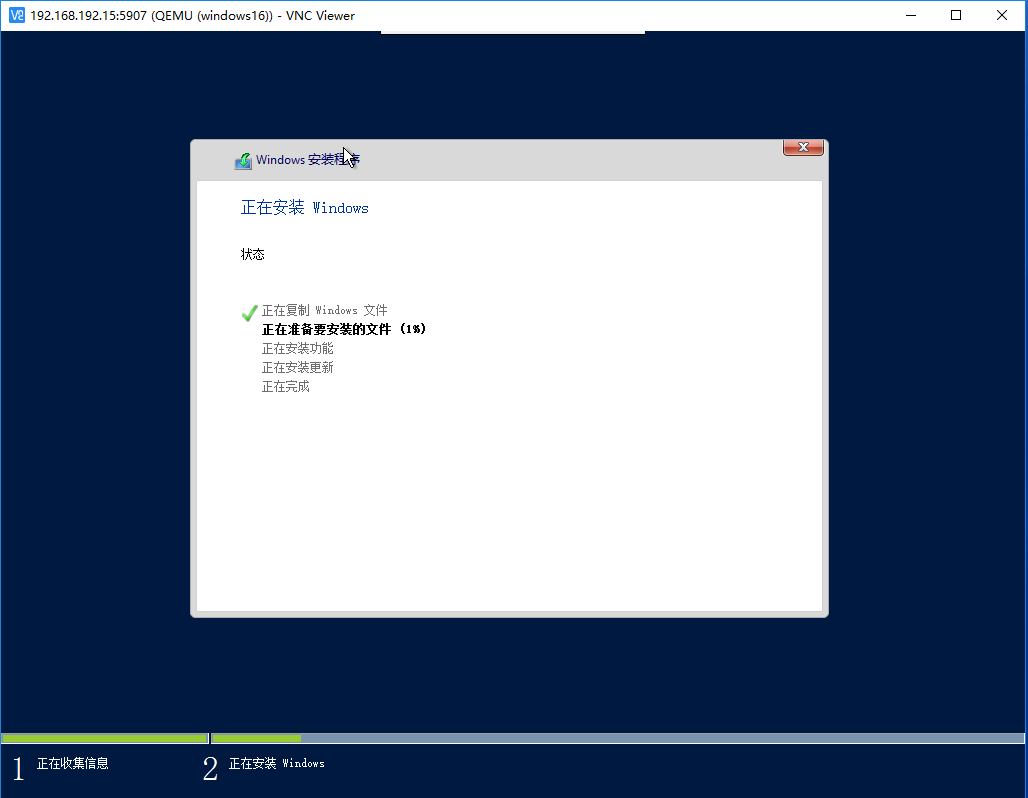 192.168.192.15:5907 (QEMU (windows16)) - VNC Viewer
Windows 安装程序
正在安装 Windows
状态
正在复制 Windows 文件
正在准备要安装的文件 (1%)
正在安装功能
正在安装更新
正在完成
1 正在收集信息
2 正在安装 Windows